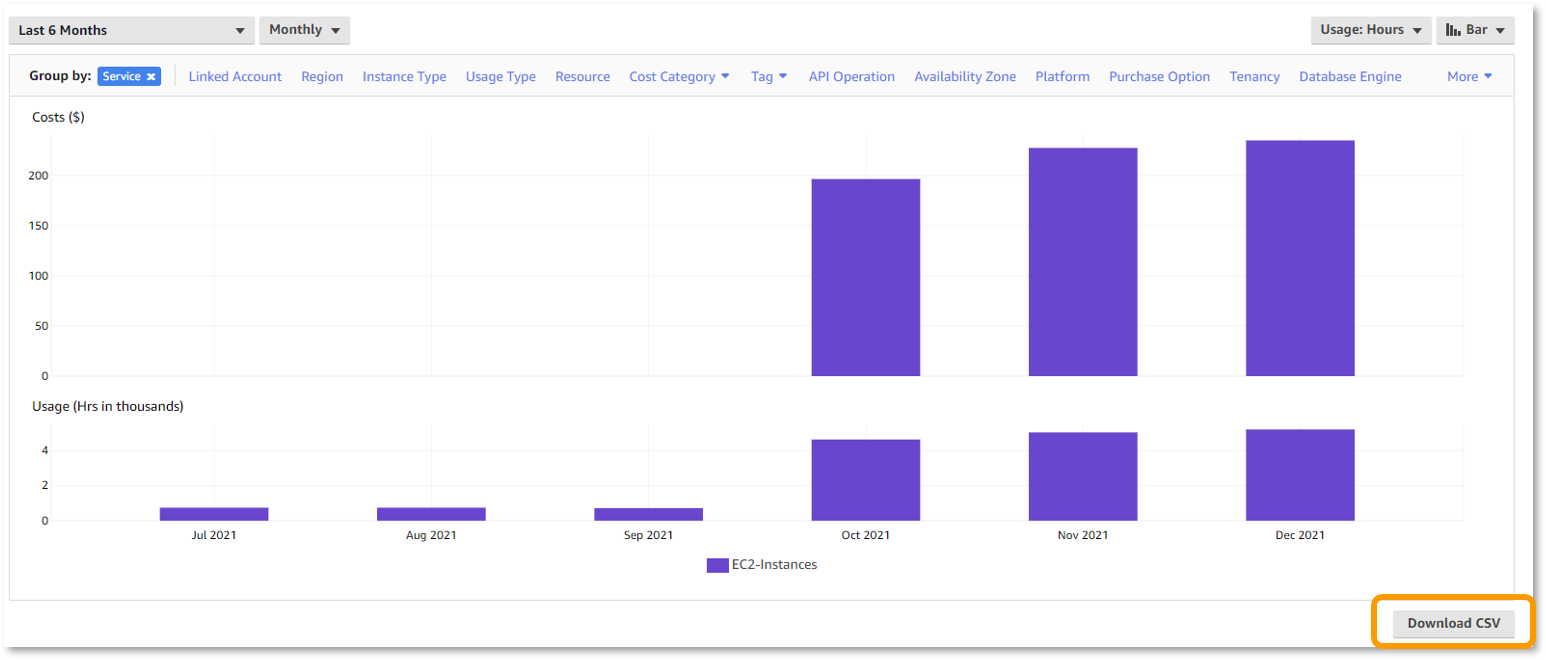 Last 6 Months Monthly Usage: Hours Bar
Group by: Service × Linked Account Region Instance Type Usage Type Resource Cost Category Tag API Operation Availability Zone Platform Purchase Option Tenancy Database Engine More
Costs ($)
200
150
100
50
0
Usage (Hrs in thousands)
4
2
0
Jul 2021 Aug 2021 Sep 2021 Oct 2021 Nov 2021 Dec 2021
EC2-Instances
Download CSV